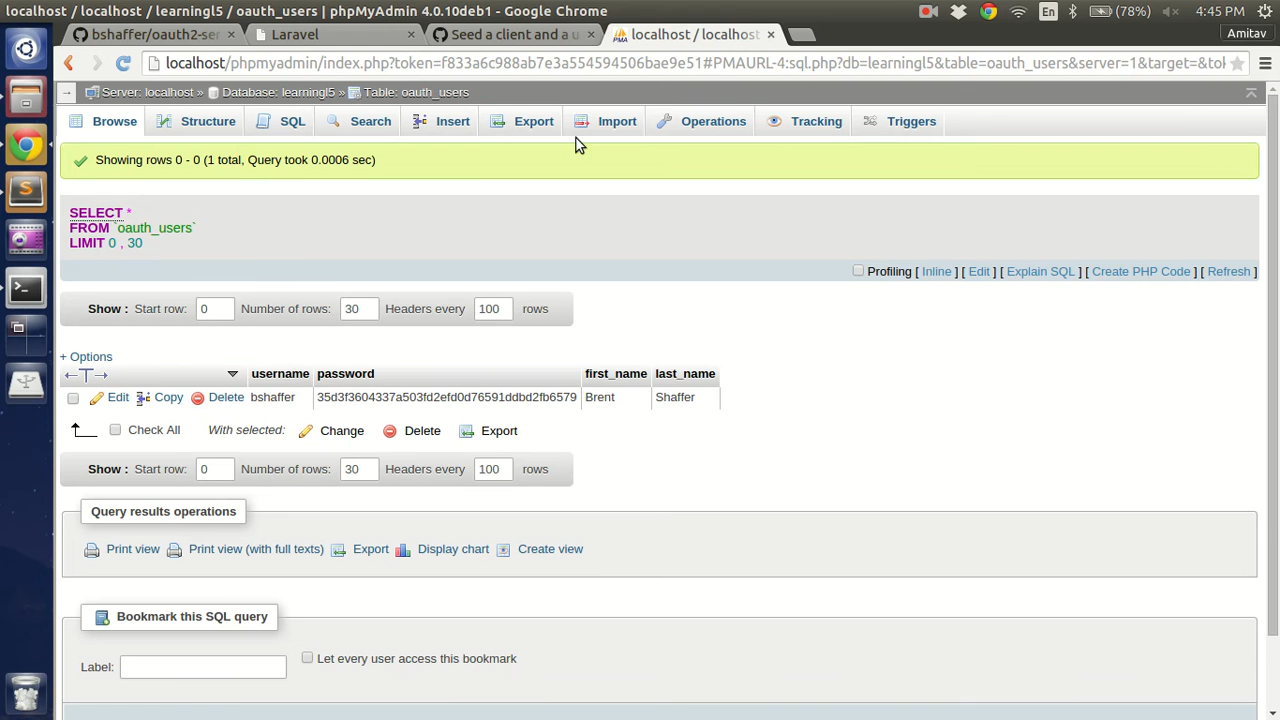 localhost / localhost / learningl5 / oauth_users | phpMyAdmin 4.0.10deb1 - Google Chrome
En (78%) 4:45 PM
bshaffer/oauth2-ser × Laravel × Seed a client and a u × localhost / localhost × Amitav
localhost/phpmyadmin/index.php?token=f833a6c988ab7e3a554594506bae9e51#PMAURL-4:sql.php?db=learningl5&table=oauth_users&server=1&target=&tok
Server: localhost » Database: learningl5 » Table: oauth_users
Browse Structure SQL Search Insert Export Import Operations Tracking Triggers
Showing rows 0 - 0 (1 total, Query took 0.0006 sec)
SELECT *
FROM `oauth_users`
LIMIT 0 , 30
Profiling [ Inline ] [ Edit ] [ Explain SQL ] [ Create PHP Code ] [ Refresh ]
Show : Start row: 0 Number of rows: 30 Headers every 100 rows
+ Options
username password first_name last_name
Edit Copy Delete bshaffer 35d3f3604337a503fd2efd0d76591ddbd2fb6579 Brent Shaffer
Check All With selected: Change Delete Export
Show : Start row: 0 Number of rows: 30 Headers every 100 rows
Query results operations
Print view Print view (with full texts) Export Display chart Create view
Bookmark this SQL query
Label: Let every user access this bookmark